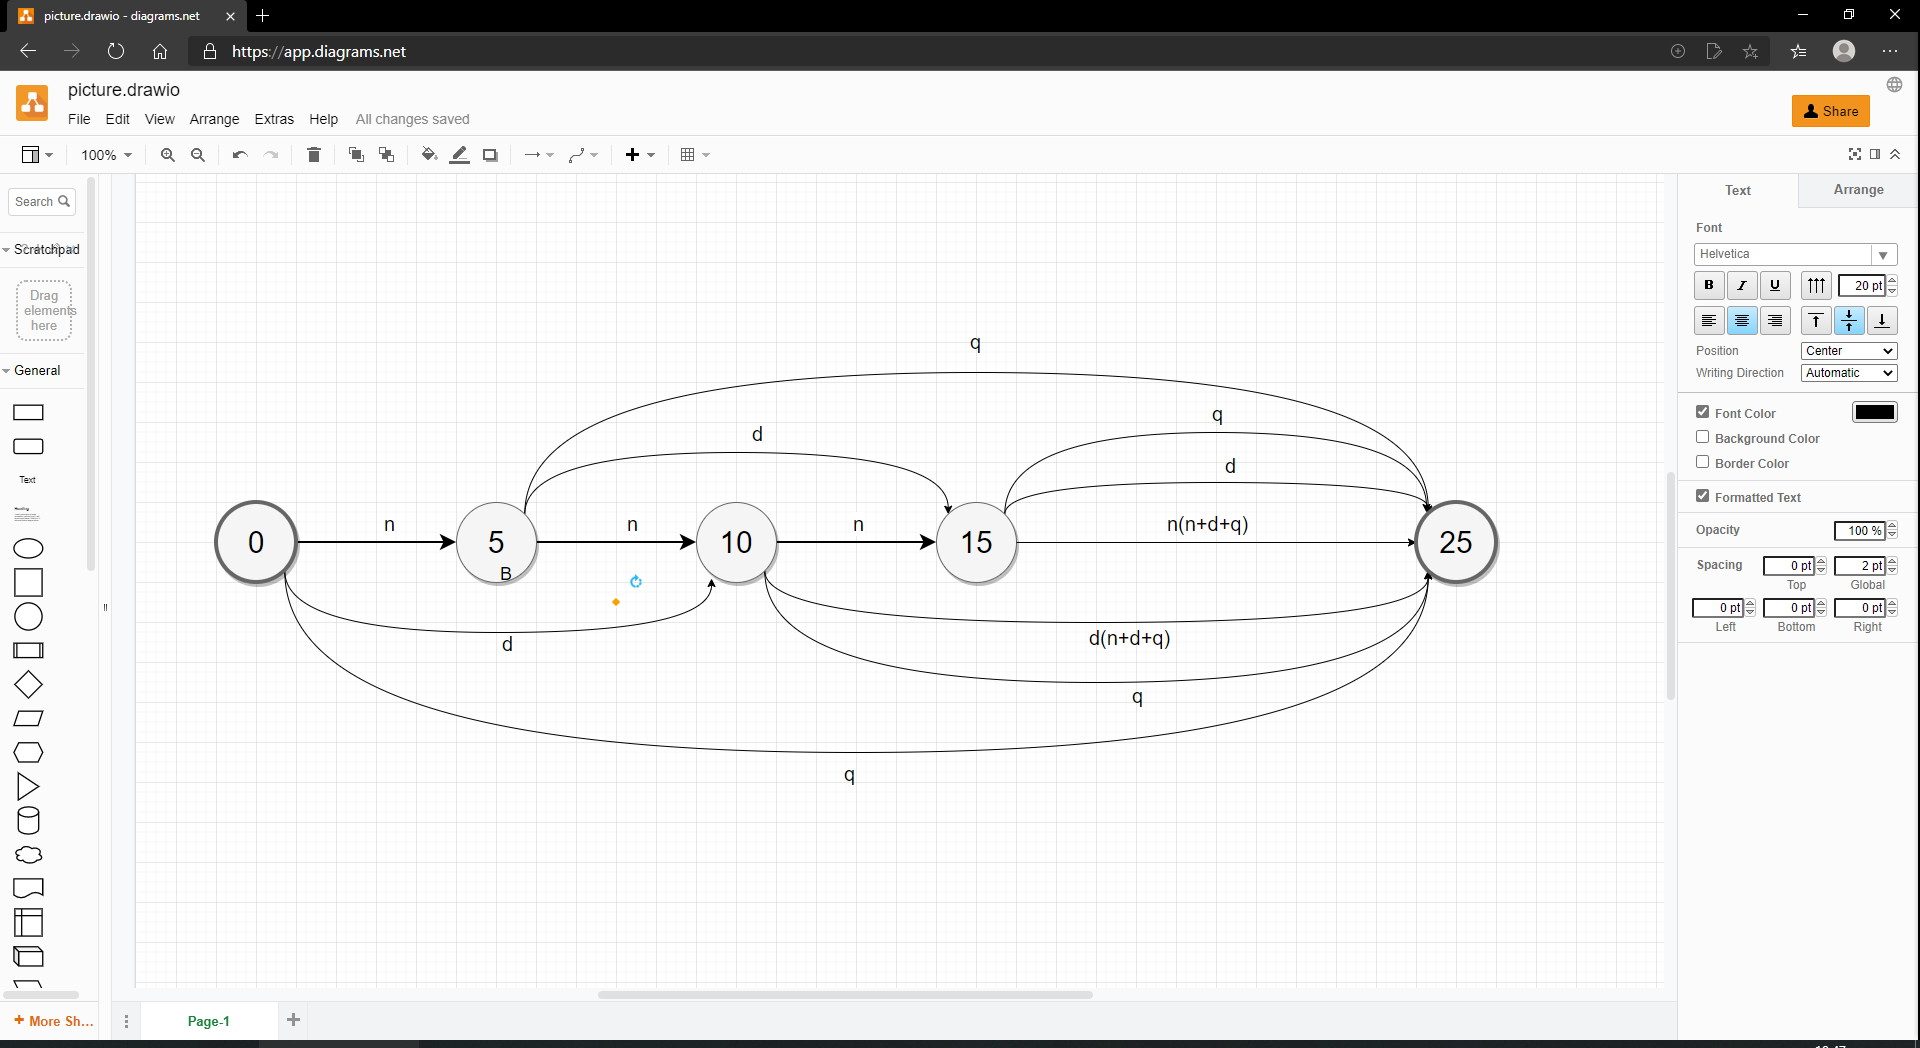 picture.drawio - diagrams.net
https://app.diagrams.net
picture.drawio
File Edit View Arrange Extras Help All changes saved
Share
100%
Search
Scratchpad
Drag
elements
here
General
Text
Heading
More Sh...
Page-1
q
d
q
d
0
n
5
B
n
10
n
15
n(n+d+q)
25
d
d(n+d+q)
q
q
Text
Arrange
Font
Helvetica
B I U
20 pt
Position Center
Writing Direction Automatic
Font Color
Background Color
Border Color
Formatted Text
Opacity 100 %
Spacing 0 pt 2 pt
Top Global
0 pt 0 pt 0 pt
Left Bottom Right